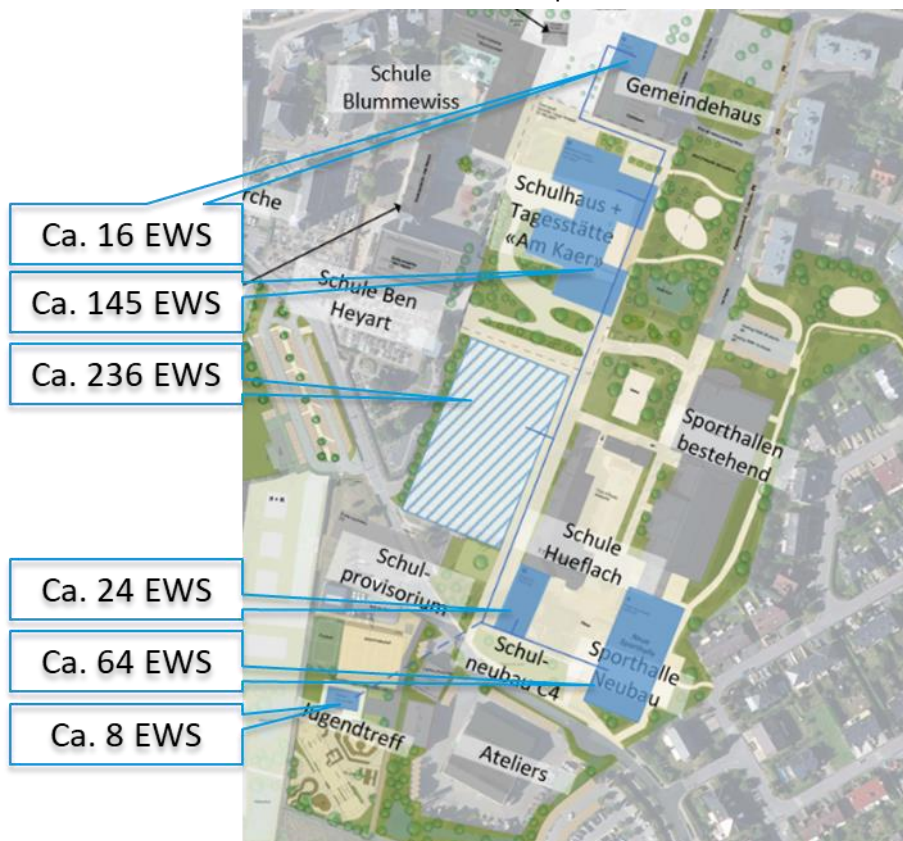 Schule
Blummewiss
Gemeindehaus
rche
Schulhaus +
Tagesstätte
«Am Kaer»
Ca. 16 EWS
Ca. 145 EWS
Schule Ben
Heyart
Ca. 236 EWS
Sporthallen
bestehend
Schule
Hueflach
Schul-
provisorium
Ca. 24 EWS
Neue
Sporthalle
Sporthalle
Neubau
Schul-
neubau C4
Ca. 64 EWS
Ca. 8 EWS
Jugendtreff
Ateliers